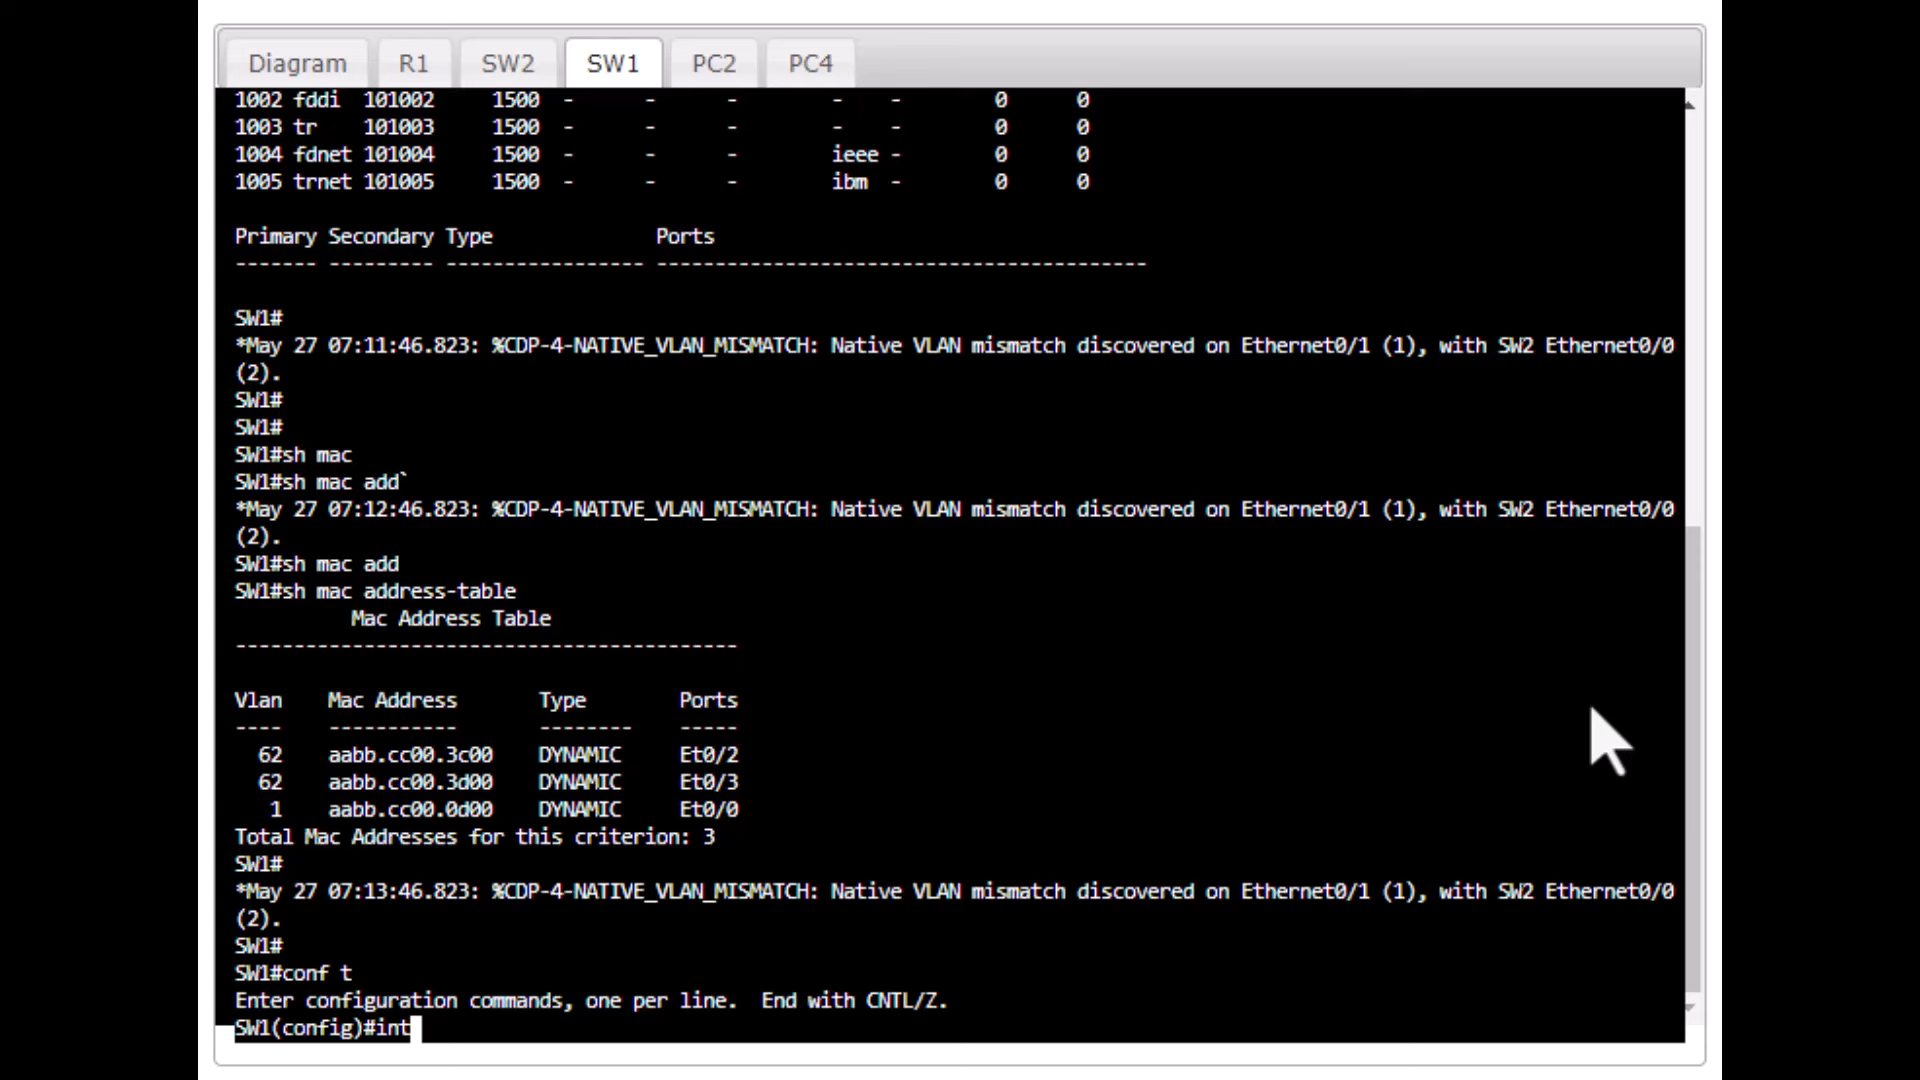 Diagram R1 SW2 SW1 PC2 PC4
1002 fddi  101002     1500  -      -      -        -    -        0      0
1003 tr    101003     1500  -      -      -        -    -        0      0
1004 fdnet 101004     1500  -      -      -        ieee -        0      0
1005 trnet 101005     1500  -      -      -        ibm  -        0      0
Primary Secondary Type              Ports
------- --------- ----------------- ------------------------------------------
SW1#
*May 27 07:11:46.823: %CDP-4-NATIVE_VLAN_MISMATCH: Native VLAN mismatch discovered on Ethernet0/1 (1), with SW2 Ethernet0/0
(2).
SW1#
SW1#
SW1#sh mac
SW1#sh mac add`
*May 27 07:12:46.823: %CDP-4-NATIVE_VLAN_MISMATCH: Native VLAN mismatch discovered on Ethernet0/1 (1), with SW2 Ethernet0/0
(2).
SW1#sh mac add
SW1#sh mac address-table
          Mac Address Table
-------------------------------------------
Vlan    Mac Address       Type        Ports
----    -----------       --------    -----
  62    aabb.cc00.3c00    DYNAMIC     Et0/2
  62    aabb.cc00.3d00    DYNAMIC     Et0/3
   1    aabb.cc00.0d00    DYNAMIC     Et0/0
Total Mac Addresses for this criterion: 3
SW1#
*May 27 07:13:46.823: %CDP-4-NATIVE_VLAN_MISMATCH: Native VLAN mismatch discovered on Ethernet0/1 (1), with SW2 Ethernet0/0
(2).
SW1#
SW1#conf t
Enter configuration commands, one per line.  End with CNTL/Z.
SW1(config)#int